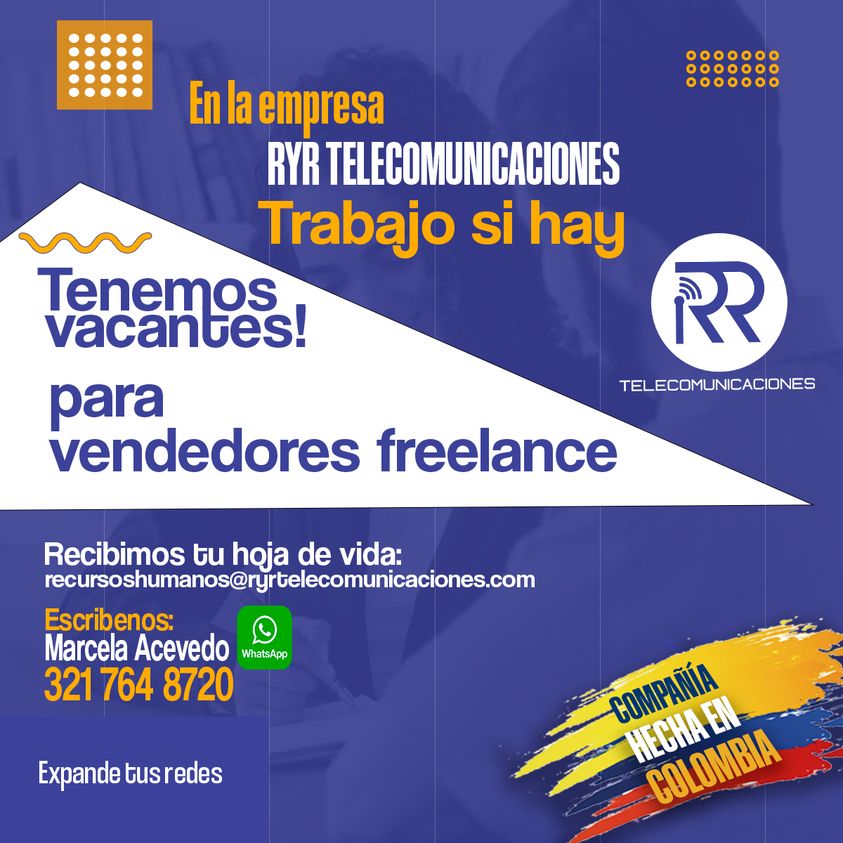 En la empresa
RYR TELECOMUNICACIONES
Trabajo si hay
RR
TELECOMUNICACIONES
Tenemos
vacantes!
para
vendedores freelance
Recibimos tu hoja de vida:
recursoshumanos@ryrtelecomunicaciones.com
Escribenos:
Marcela Acevedo
WhatsApp
321 764 8720
Expande tus redes
COMPAÑÍA
HECHA EN
COLOMBIA